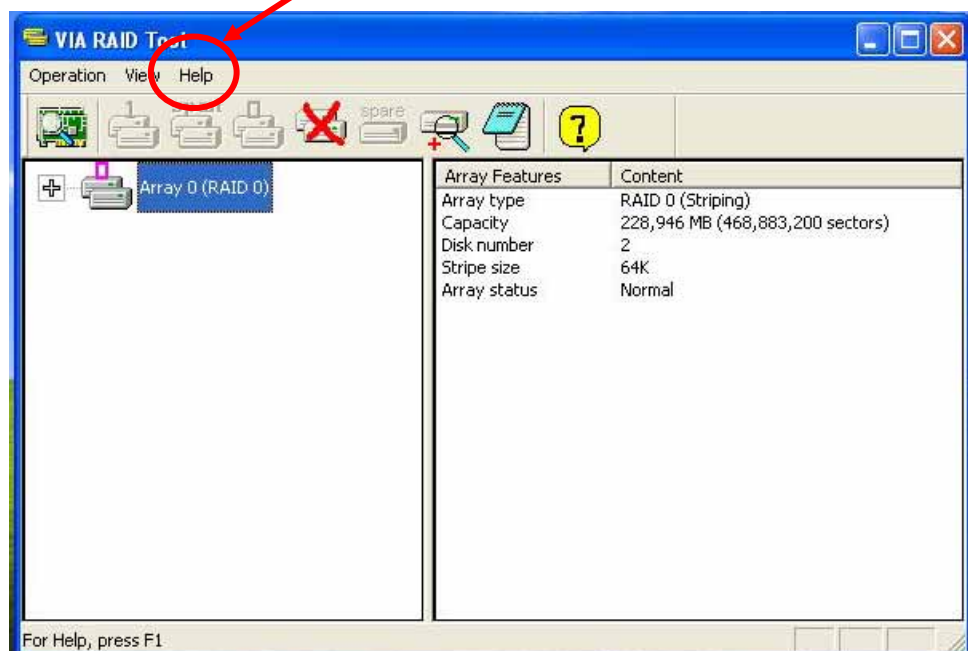 VIA RAID Tool
Operation View Help
1 spare
Array 0 (RAID 0)
Array Features Content
Array type RAID 0 (Striping)
Capacity 228,946 MB (468,883,200 sectors)
Disk number 2
Stripe size 64K
Array status Normal
For Help, press F1